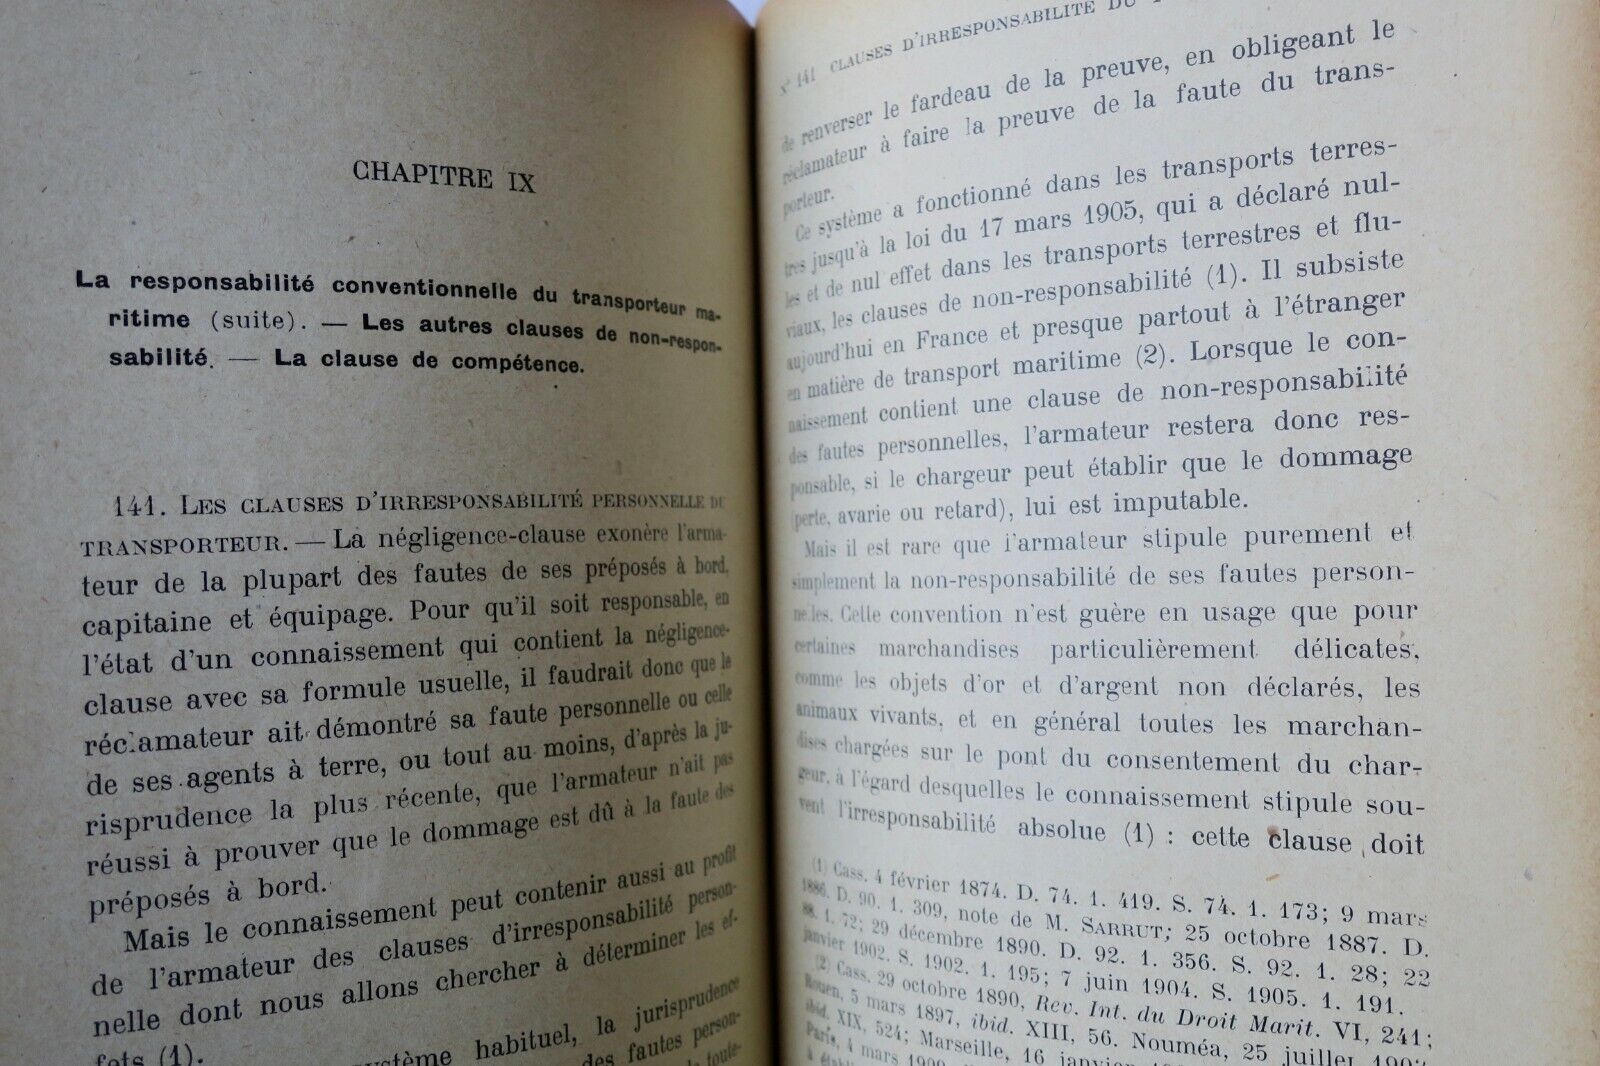 CHAPITRE IX
La responsabilité conventionnelle du transporteur ma-
ritime (suite). — Les autres clauses de non-respon-
sabilité. — La clause de compétence.
141. LES CLAUSES D'IRRESPONSABILITÉ PERSONNELLE DU
TRANSPORTEUR. — La négligence-clause exonère l'arma-
teur de la plupart des fautes de ses préposés à bord,
capitaine et équipage. Pour qu'il soit responsable, en
l'état d'un connaissement qui contient la négligence-
clause avec sa formule usuelle, il faudrait donc que le
réclamateur ait démontré sa faute personnelle ou celle
de ses agents à terre, ou tout au moins, d'après la ju-
risprudence la plus récente, que l'armateur n'ait pas
réussi à prouver que le dommage est dû à la faute des
préposés à bord.
Mais le connaissement peut contenir aussi au profit
de l'armateur des clauses d'irresponsabilité person-
nelle dont nous allons chercher à déterminer les ef-
fets (1).
système habituel, la jurisprudence
des fautes person-
toute-
N° 141 CLAUSES D'IRRESPONSABILITÉ DU
de renverser le fardeau de la preuve, en obligeant le
réclamateur à faire la preuve de la faute du trans-
porteur.
Ce système a fonctionné dans les transports terres-
tres jusqu'à la loi du 17 mars 1905, qui a déclaré nul-
les et de nul effet dans les transports terrestres et flu-
viaux, les clauses de non-responsabilité (1). Il subsiste
aujourd'hui en France et presque partout à l'étranger
en matière de transport maritime (2). Lorsque le con-
naissement contient une clause de non-responsabilité
des fautes personnelles, l'armateur restera donc res-
ponsable, si le chargeur peut établir que le dommage
(perte, avarie ou retard), lui est imputable.
Mais il est rare que l'armateur stipule purement et
simplement la non-responsabilité de ses fautes person-
nelles. Cette convention n'est guère en usage que pour
certaines marchandises particulièrement délicates,
comme les objets d'or et d'argent non déclarés, les
animaux vivants, et en général toutes les marchan-
dises chargées sur le pont du consentement du char-
geur, à l'égard desquelles le connaissement stipule sou-
vent l'irresponsabilité absolue (1) : cette clause doit
(1) Cass. 4 février 1874. D. 74. 1. 419. S. 74. 1. 173; 9 mars
1886. D. 90. 1. 309, note de M. SARRUT; 25 octobre 1887. D.
88. 1. 72; 29 décembre 1890. D. 92. 1. 356. S. 92. 1. 28; 22
janvier 1902. S. 1902. 1. 195; 7 juin 1904. S. 1905. 1. 191.
(2) Cass. 29 octobre 1890, Rev. Int. du Droit Marit. VI, 241;
Rouen, 5 mars 1897, ibid. XIII, 56. Nouméa, 25 juillet
ibid. XIX, 524; Marseille, 16
Paris, 4 mars